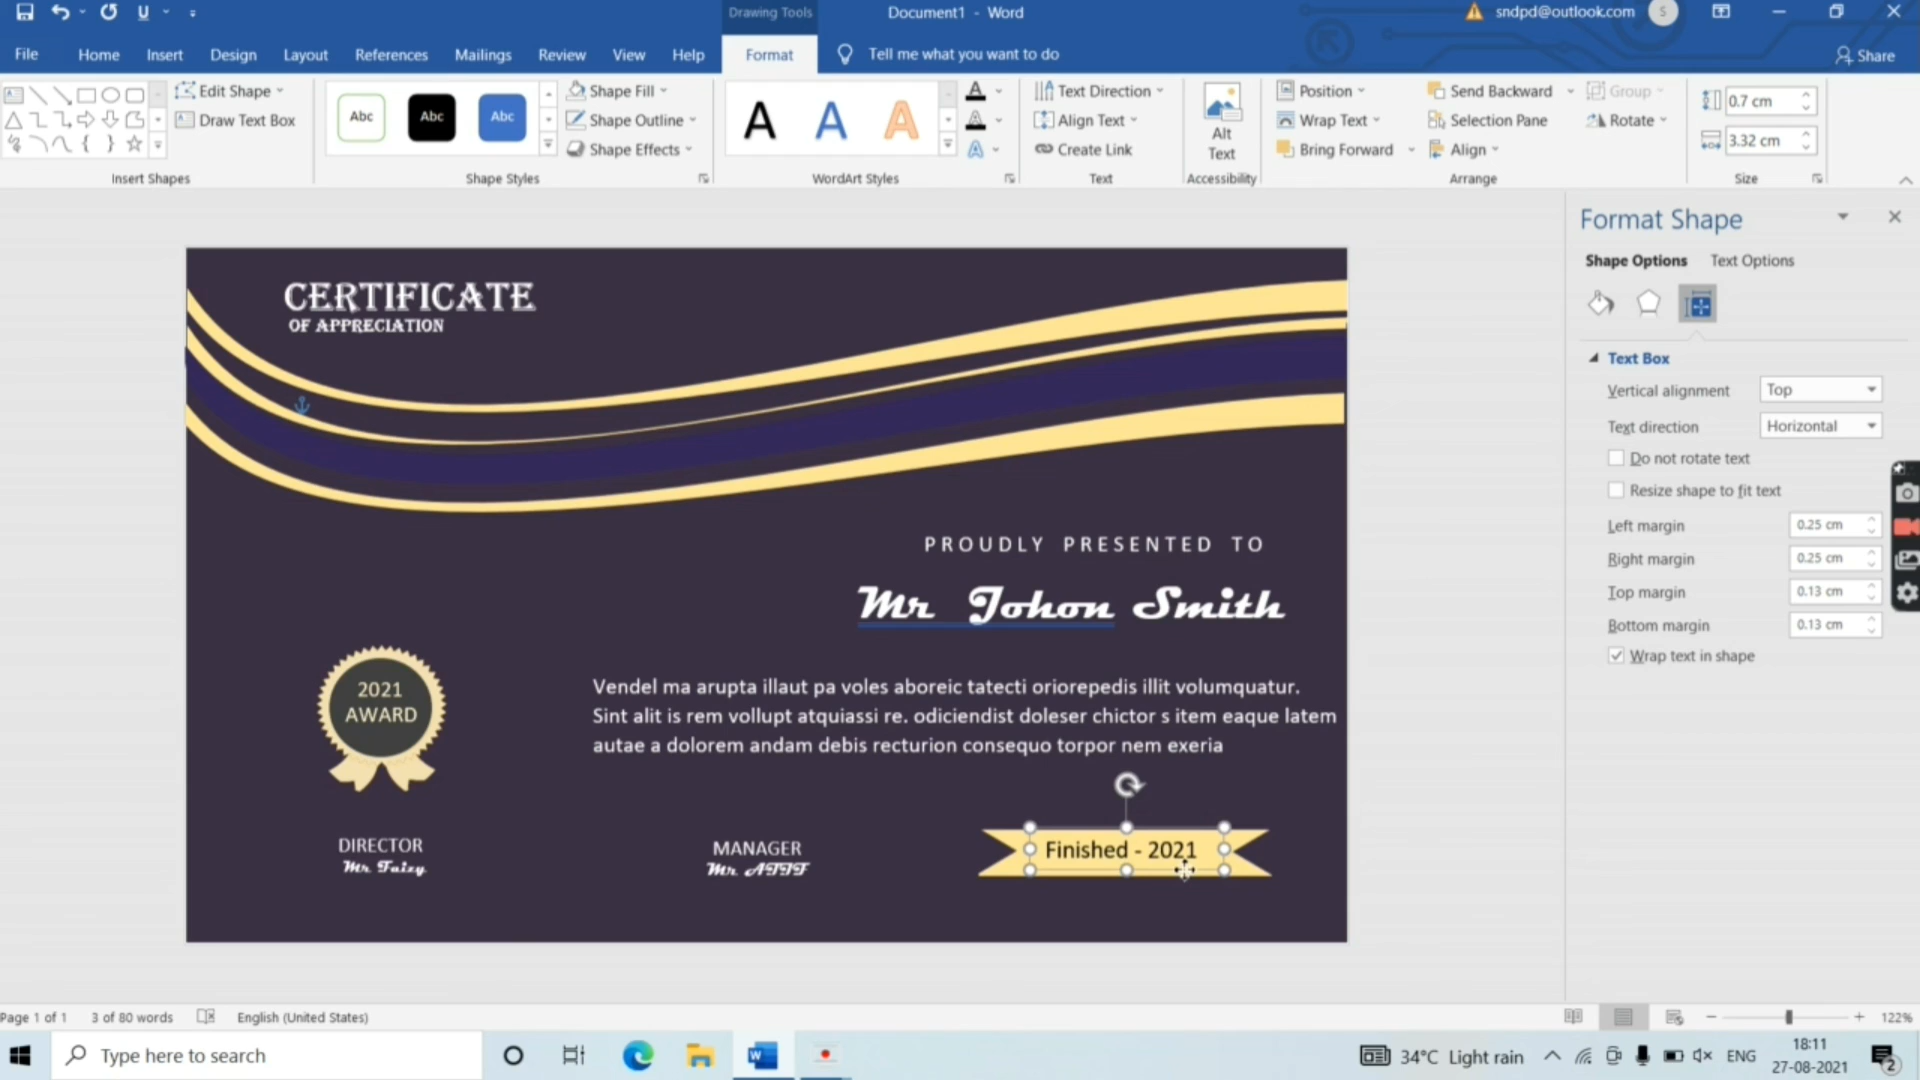 Drawing Tools
Document1 - Word
sndpd@outlook.com
S
File
Home
Insert
Design
Layout
References
Mailings
Review
View
Help
Format
Tell me what you want to do
Share
Edit Shape
Draw Text Box
Insert Shapes
Abc
Abc
Abc
Shape Fill
Shape Outline
Shape Effects
Shape Styles
A
A
A
A
A
A
WordArt Styles
Text Direction
Align Text
Create Link
Text
Alt
Text
Accessibility
Position
Wrap Text
Bring Forward
Send Backward
Selection Pane
Align
Group
Rotate
Arrange
0.7 cm
3.32 cm
Size
Format Shape
Shape Options
Text Options
Text Box
Vertical alignment
Top
Text direction
Horizontal
Do not rotate text
Resize shape to fit text
Left margin
0.25 cm
Right margin
0.25 cm
Top margin
0.13 cm
Bottom margin
0.13 cm
Wrap text in shape
CERTIFICATE
OF APPRECIATION
PROUDLY PRESENTED TO
Mr Johon Smith
2021
AWARD
Vendel ma arupta illaut pa voles aboreic tatecti oriorepedis illit volumquatur.
Sint alit is rem vollupt atquiassi re. odiciendist doleser chictor s item eaque latem
autae a dolorem andam debis recturion consequo torpor nem exeria
DIRECTOR
Mr. Faizy
MANAGER
Mr. ATIF
Finished - 2021
Page 1 of 1
3 of 80 words
English (United States)
122%
Type here to search
34°C Light rain
ENG
18:11
27-08-2021
2